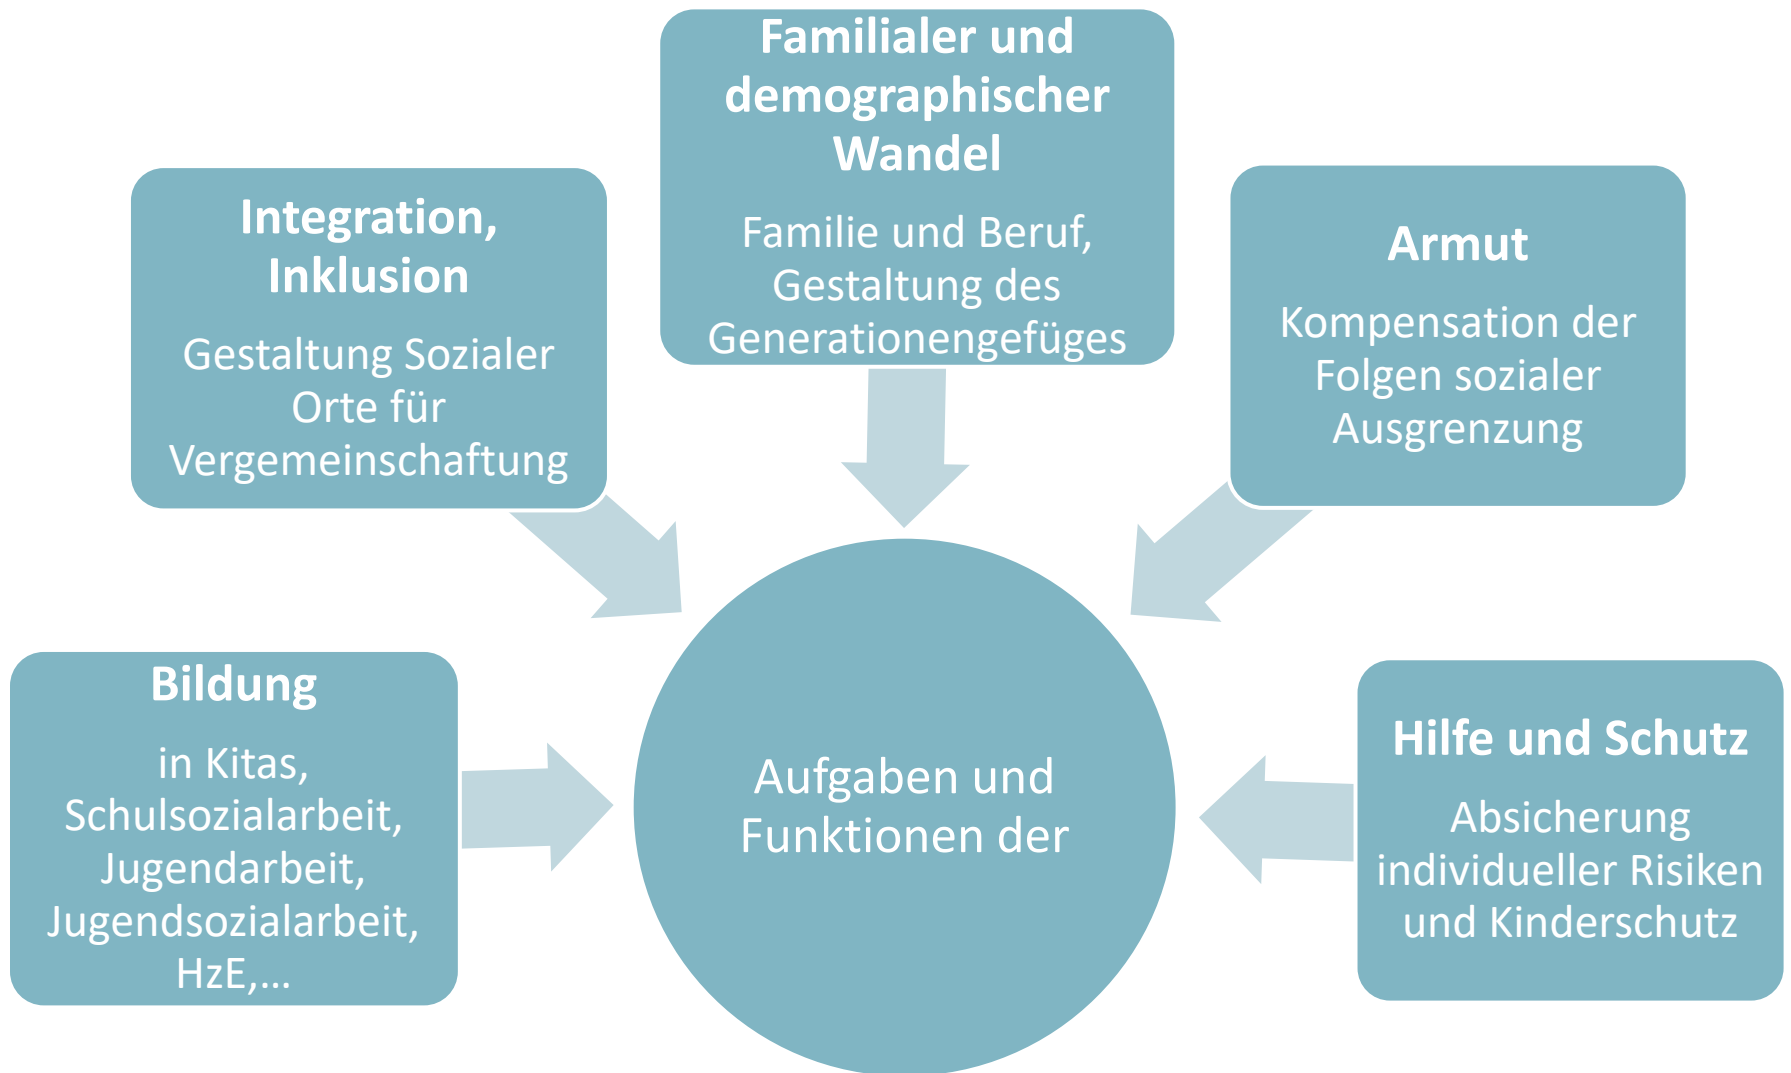 Familialer und
demographischer
Wandel
Familie und Beruf,
Gestaltung des
Generationengefüges
Integration,
Inklusion
Gestaltung Sozialer
Orte für
Vergemeinschaftung
Armut
Kompensation der
Folgen sozialer
Ausgrenzung
Bildung
in Kitas,
Schulsozialarbeit,
Jugendarbeit,
Jugendsozialarbeit,
HzE,...
Aufgaben und
Funktionen der
Hilfe und Schutz
Absicherung
individueller Risiken
und Kinderschutz